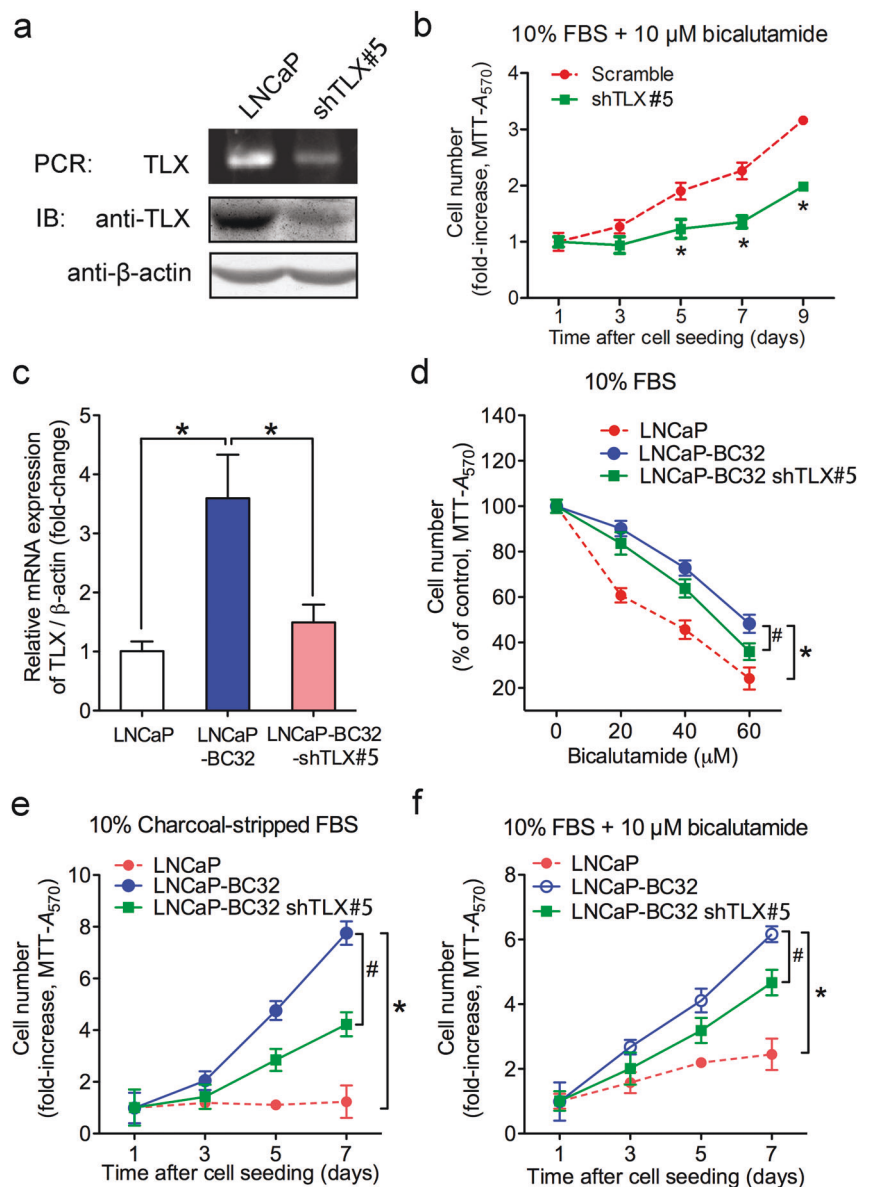 a
LNCaP
shTLX#5
PCR: TLX
IB: anti-TLX
anti-β-actin
b
10% FBS + 10 µM bicalutamide
Scramble
shTLX#5
Cell number
(fold-increase, MTT-A570)
4
3
2
1
0
*
*
*
1 3 5 7 9
Time after cell seeding (days)
c
Relative mRNA expression
of TLX / β-actin (fold-change)
5
4
3
2
1
0
*
*
LNCaP
LNCaP
-BC32
LNCaP-BC32
-shTLX#5
d
10% FBS
LNCaP
LNCaP-BC32
LNCaP-BC32 shTLX#5
Cell number
(% of control, MTT-A570)
140
120
100
80
60
40
20
#
*
0 20 40 60
Bicalutamide (µM)
e
10% Charcoal-stripped FBS
LNCaP
LNCaP-BC32
LNCaP-BC32 shTLX#5
Cell number
(fold-increase, MTT-A570)
10
8
6
4
2
0
#
*
1 3 5 7
Time after cell seeding (days)
f
10% FBS + 10 µM bicalutamide
LNCaP
LNCaP-BC32
LNCaP-BC32 shTLX#5
Cell number
(fold-increase, MTT-A570)
8
6
4
2
0
#
*
1 3 5 7
Time after cell seeding (days)